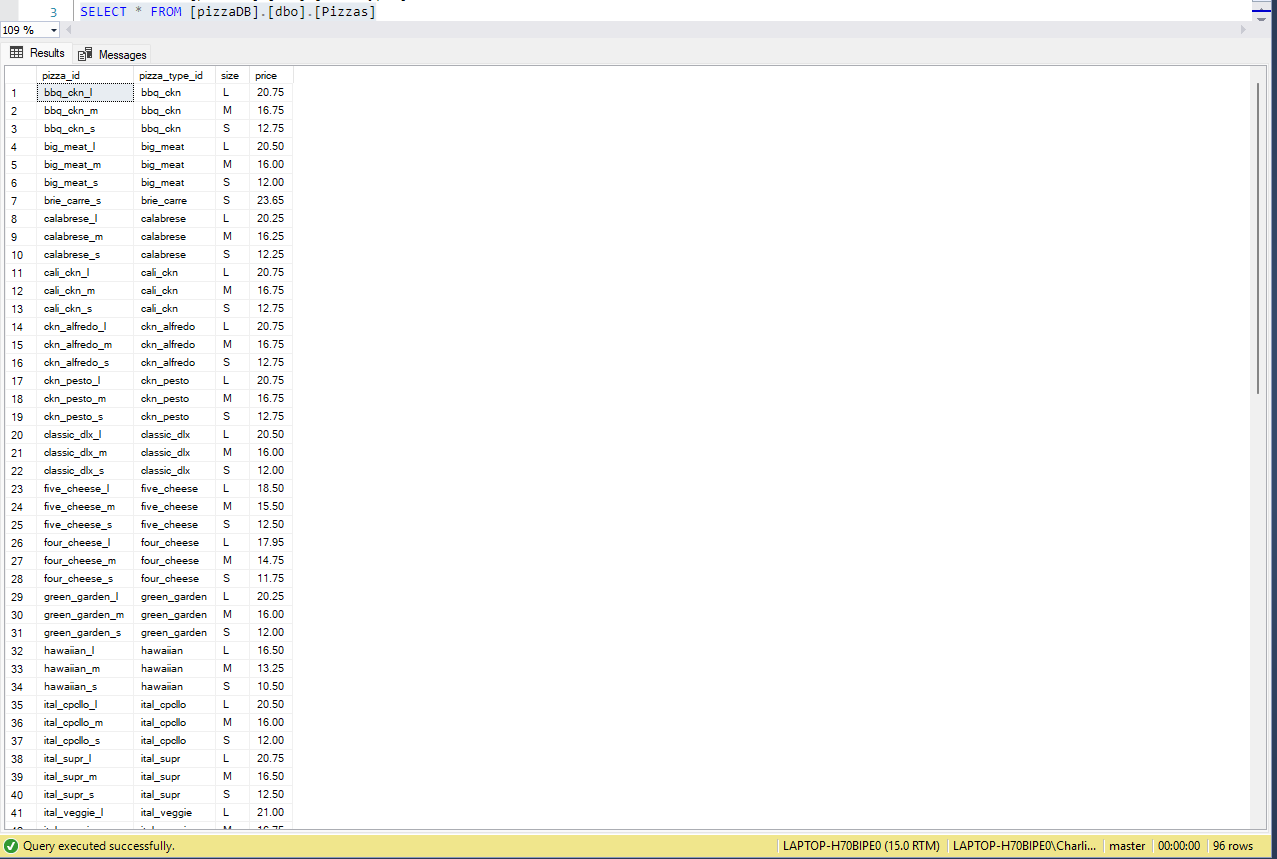 3 SELECT * FROM [pizzaDB].[dbo].[Pizzas]
109 %
Results Messages
pizza_id pizza_type_id size price
1 bbq_ckn_l bbq_ckn L 20.75
2 bbq_ckn_m bbq_ckn M 16.75
3 bbq_ckn_s bbq_ckn S 12.75
4 big_meat_l big_meat L 20.50
5 big_meat_m big_meat M 16.00
6 big_meat_s big_meat S 12.00
7 brie_carre_s brie_carre S 23.65
8 calabrese_l calabrese L 20.25
9 calabrese_m calabrese M 16.25
10 calabrese_s calabrese S 12.25
11 cali_ckn_l cali_ckn L 20.75
12 cali_ckn_m cali_ckn M 16.75
13 cali_ckn_s cali_ckn S 12.75
14 ckn_alfredo_l ckn_alfredo L 20.75
15 ckn_alfredo_m ckn_alfredo M 16.75
16 ckn_alfredo_s ckn_alfredo S 12.75
17 ckn_pesto_l ckn_pesto L 20.75
18 ckn_pesto_m ckn_pesto M 16.75
19 ckn_pesto_s ckn_pesto S 12.75
20 classic_dlx_l classic_dlx L 20.50
21 classic_dlx_m classic_dlx M 16.00
22 classic_dlx_s classic_dlx S 12.00
23 five_cheese_l five_cheese L 18.50
24 five_cheese_m five_cheese M 15.50
25 five_cheese_s five_cheese S 12.50
26 four_cheese_l four_cheese L 17.95
27 four_cheese_m four_cheese M 14.75
28 four_cheese_s four_cheese S 11.75
29 green_garden_l green_garden L 20.25
30 green_garden_m green_garden M 16.00
31 green_garden_s green_garden S 12.00
32 hawaiian_l hawaiian L 16.50
33 hawaiian_m hawaiian M 13.25
34 hawaiian_s hawaiian S 10.50
35 ital_cpcllo_l ital_cpcllo L 20.50
36 ital_cpcllo_m ital_cpcllo M 16.00
37 ital_cpcllo_s ital_cpcllo S 12.00
38 ital_supr_l ital_supr L 20.75
39 ital_supr_m ital_supr M 16.50
40 ital_supr_s ital_supr S 12.50
41 ital_veggie_l ital_veggie L 21.00
Query executed successfully. LAPTOP-H70BIPE0 (15.0 RTM) LAPTOP-H70BIPE0\Charli... master 00:00:00 96 rows